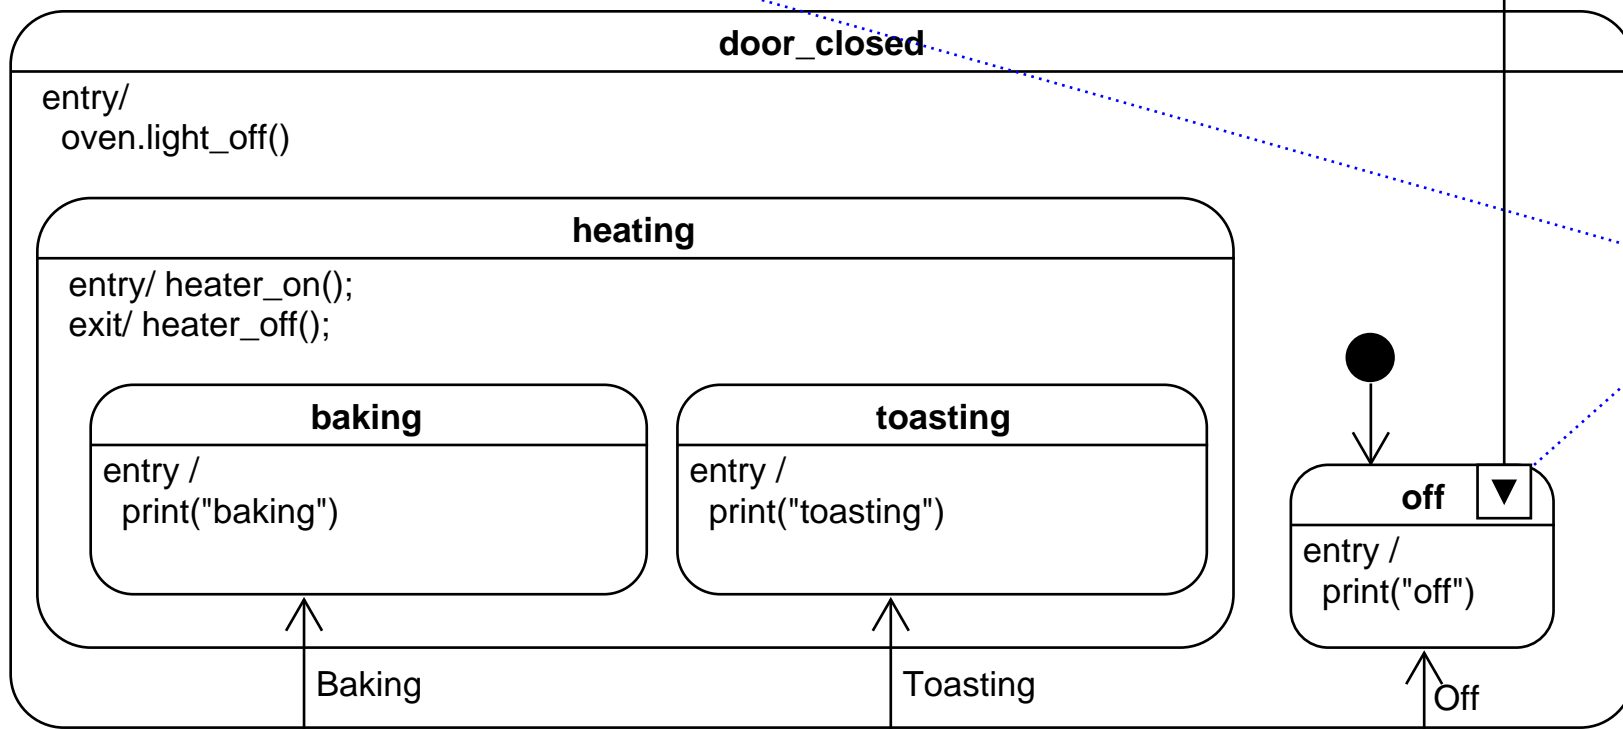 door_closed
entry/
oven.light_off()
heating
entry/ heater_on();
exit/ heater_off();
baking
entry /
print("baking")
toasting
entry /
print("toasting")
off
entry /
print("off")
Baking
Toasting
Off